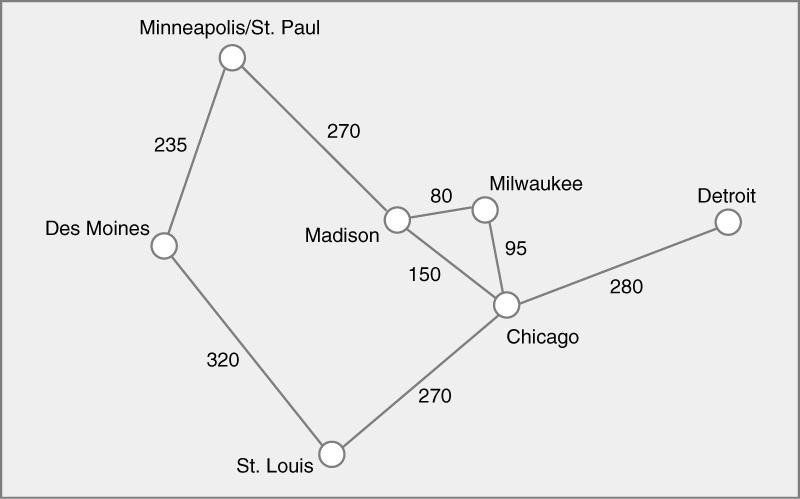 Minneapolis/St. Paul
235
270
80
Milwaukee
Detroit
Des Moines
Madison
95
150
280
Chicago
320
270
St. Louis